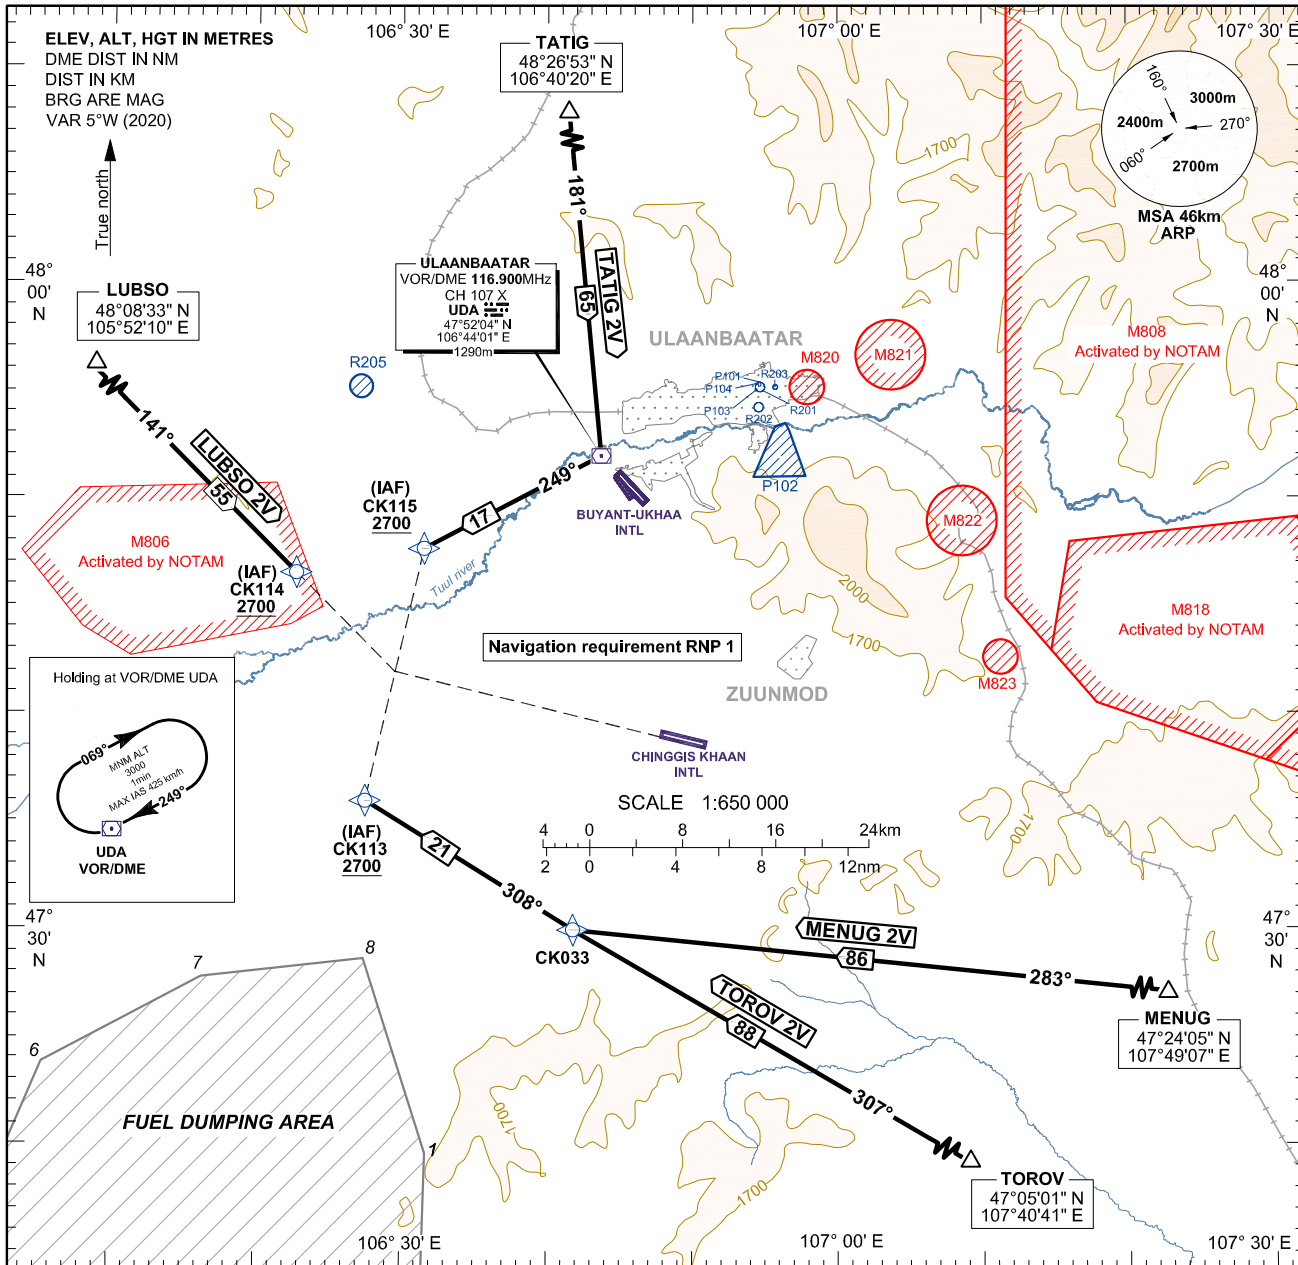 ELEV, ALT, HGT IN METRES
DME DIST IN NM
DIST IN KM
BRG ARE MAG
VAR 5°W (2020)
True north
106° 30' E
107° 00' E
107° 30' E
TATIG
48°26'53" N
106°40'20" E
160°
3000m
2400m
270°
060°
2700m
MSA 46km
ARP
1700
181°
65
TATIG 2V
ULAANBAATAR
VOR/DME 116.900MHz
CH 107 X
UDA
47°52'04" N
106°44'01" E
1290m
48°
00'
N
48°
00'
N
LUBSO
48°08'33" N
105°52'10" E
141°
LUBSO 2V
55
R205
ULAANBAATAR
P101
R203
P104
P103
R201
R202
P102
M820
M821
M808
Activated by NOTAM
(IAF)
CK115
2700
17
249°
BUYANT-UKHAA
INTL
M822
M806
Activated by NOTAM
(IAF)
CK114
2700
Tuul river
2000
1700
M818
Activated by NOTAM
Navigation requirement RNP 1
M823
ZUUNMOD
Holding at VOR/DME UDA
069°
MNM ALT
3000
1min
MAX IAS 425 km/h
249°
UDA
VOR/DME
CHINGGIS KHAAN
INTL
SCALE 1:650 000
4 0 8 16 24km
2 0 4 8 12nm
1700
(IAF)
CK113
2700
21
308°
CK033
MENUG 2V
86
283°
MENUG
47°24'05" N
107°49'07" E
47°
30'
N
47°
30'
N
TOROV 2V
88
307°
TOROV
47°05'01" N
107°40'41" E
8
7
6
1
FUEL DUMPING AREA
1700
1700
106° 30' E
107° 00' E
107° 30' E